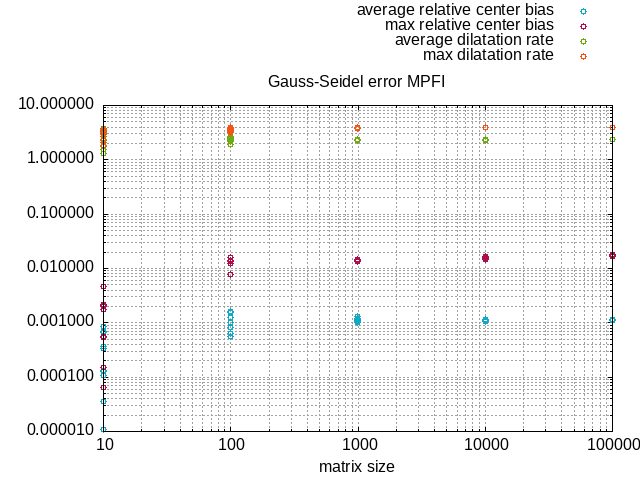 average relative center bias
max relative center bias
average dilatation rate
max dilatation rate
Gauss-Seidel error MPFI
10.000000
1.000000
0.100000
0.010000
0.001000
0.000100
0.000010
10 100 1000 10000 100000
matrix size